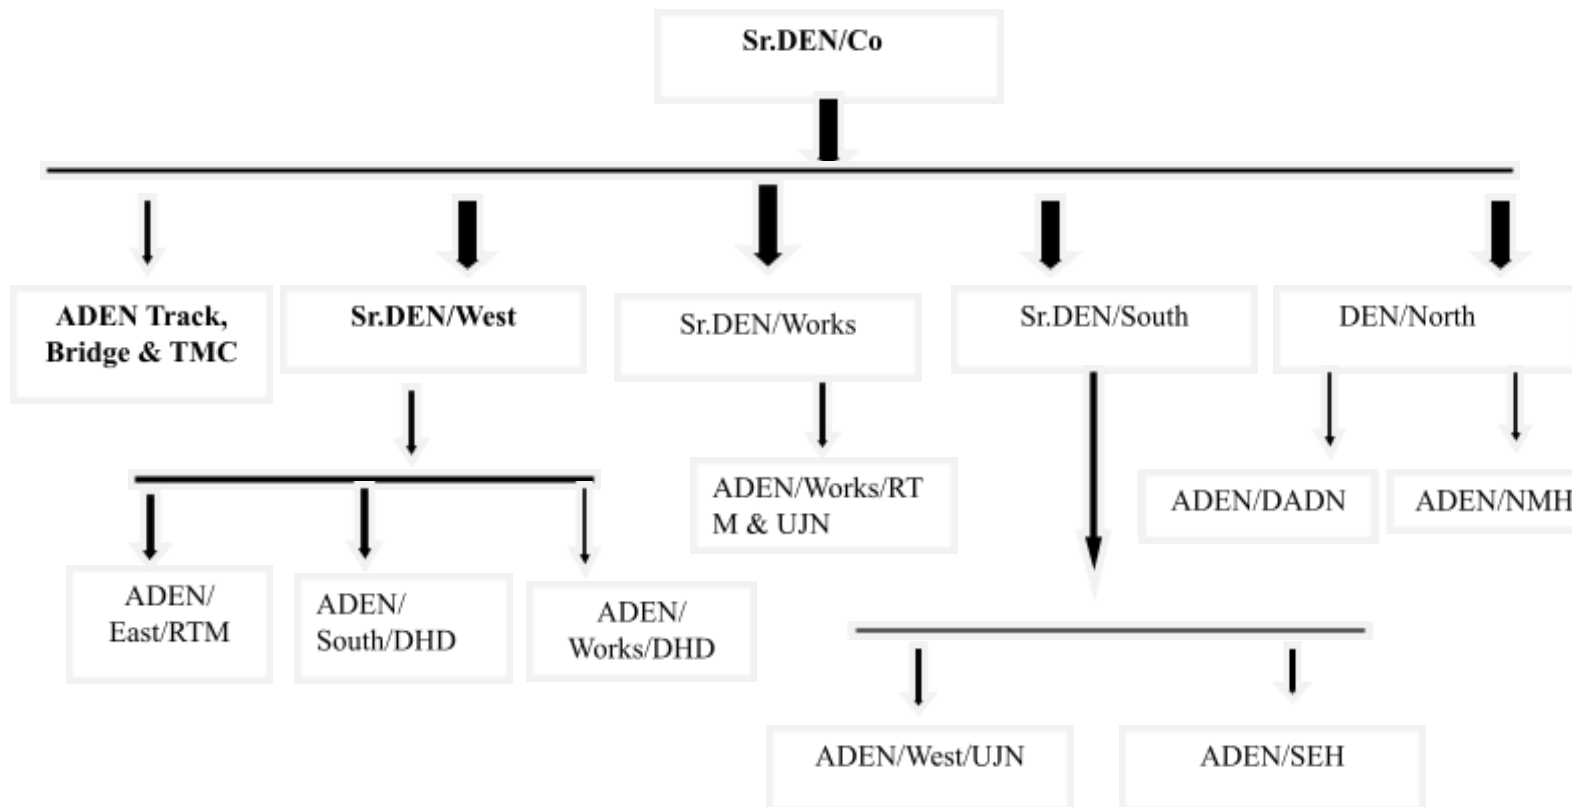 Sr.DEN/Co
ADEN Track,
Bridge & TMC
Sr.DEN/West
Sr.DEN/Works
Sr.DEN/South
DEN/North
ADEN/Works/RT
M & UJN
ADEN/DADN
ADEN/NMH
ADEN/
East/RTM
ADEN/
South/DHD
ADEN/
Works/DHD
ADEN/West/UJN
ADEN/SEH